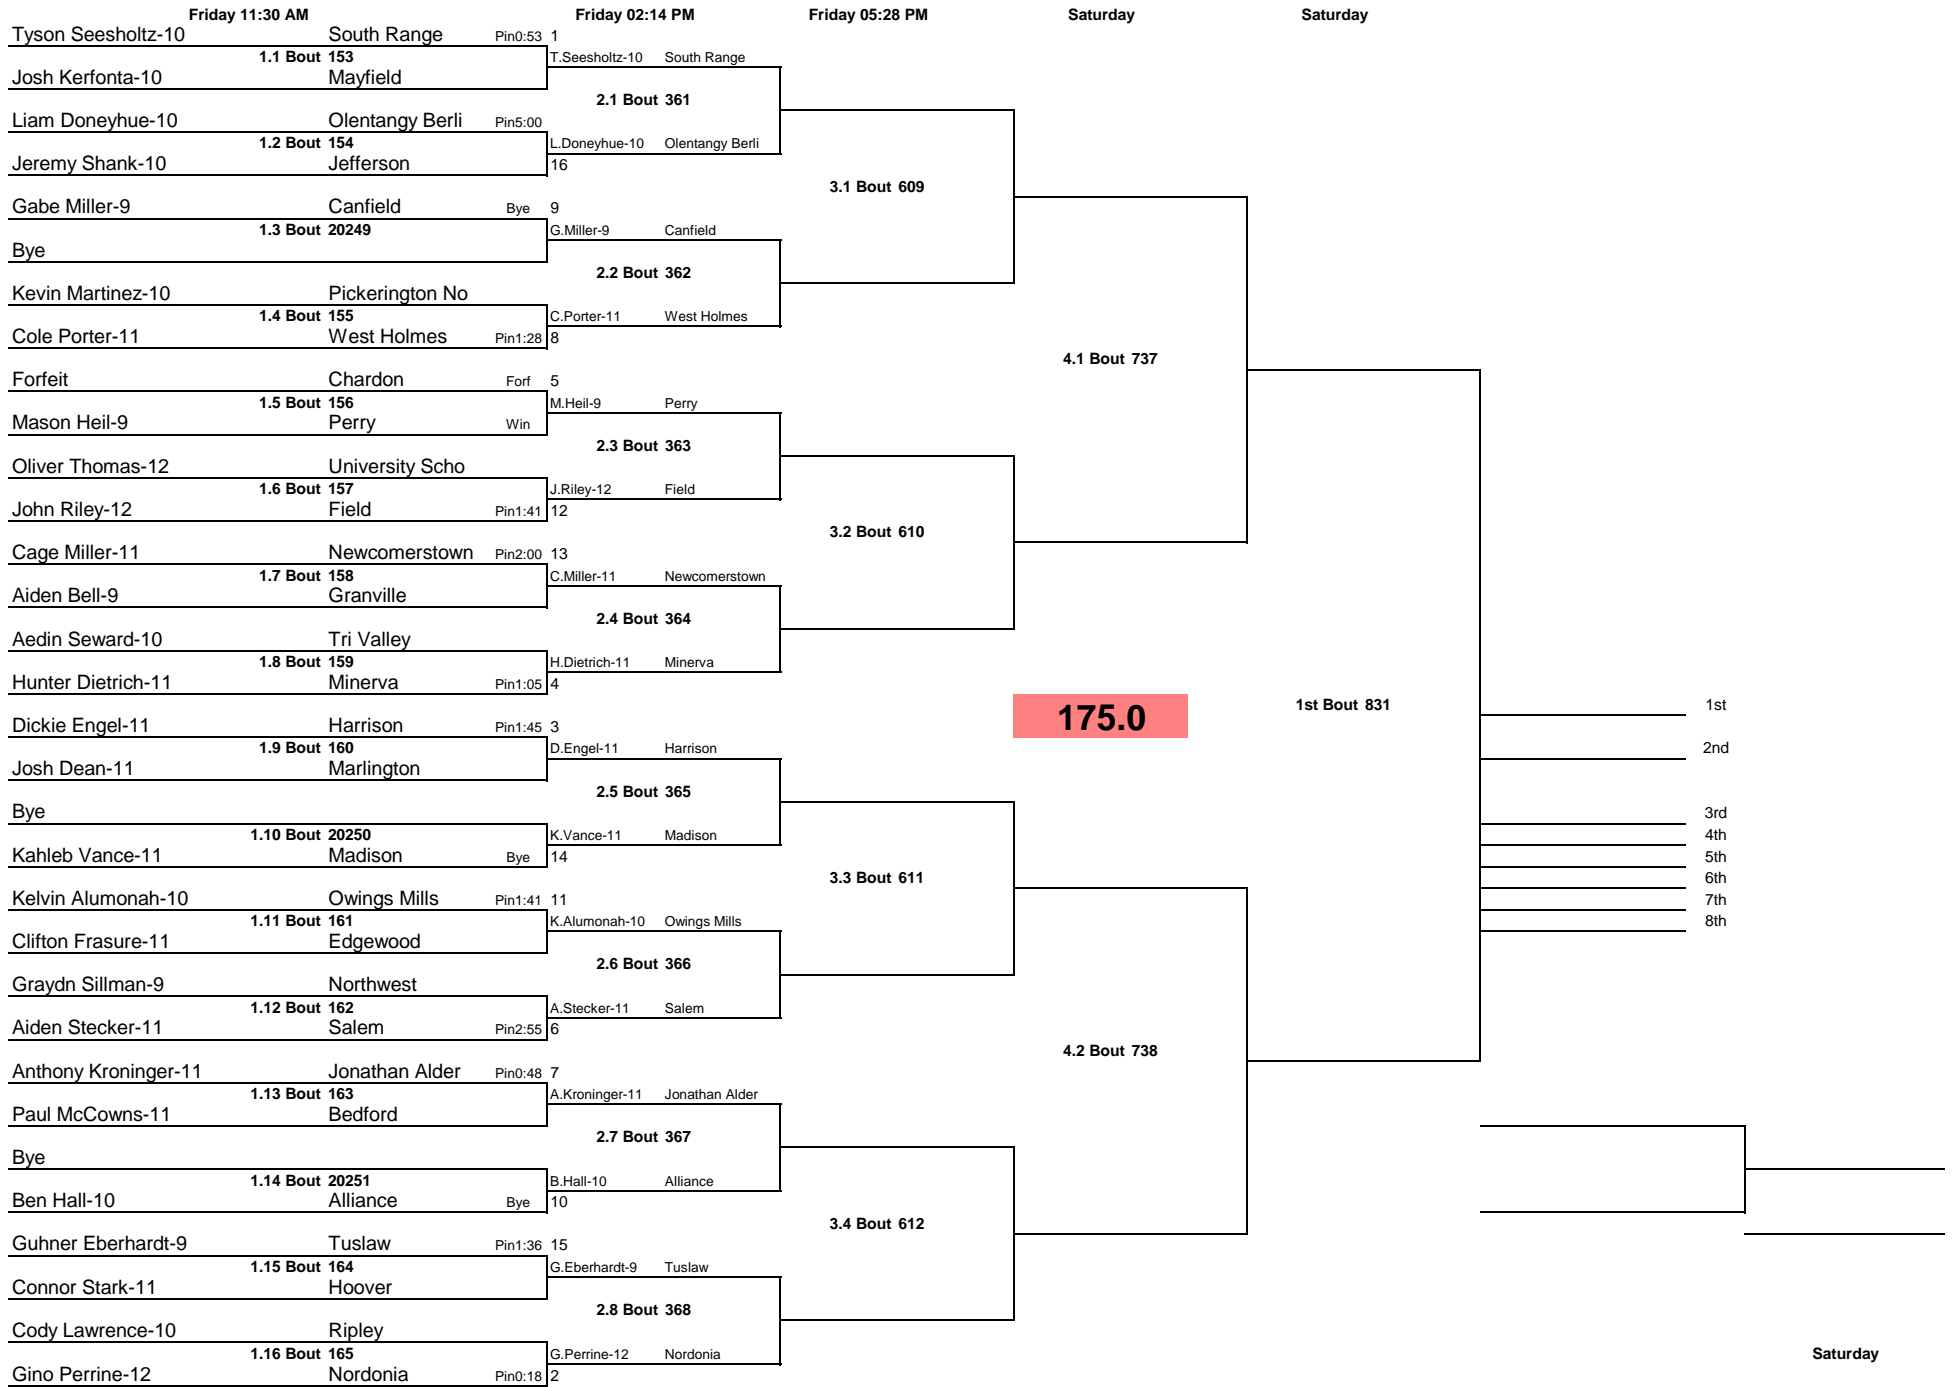 Friday 11:30 AM Friday 02:14 PM Friday 05:28 PM Saturday Saturday
Tyson Seesholtz-10 South Range Pin0:53 1
1.1 Bout 153 T.Seesholtz-10 South Range
Josh Kerfonta-10 Mayfield
2.1 Bout 361
Liam Doneyhue-10 Olentangy Berli Pin5:00
1.2 Bout 154 L.Doneyhue-10 Olentangy Berli
Jeremy Shank-10 Jefferson 16
3.1 Bout 609
Gabe Miller-9 Canfield Bye 9
1.3 Bout 20249 G.Miller-9 Canfield
Bye
2.2 Bout 362
Kevin Martinez-10 Pickerington No
1.4 Bout 155 C.Porter-11 West Holmes
Cole Porter-11 West Holmes Pin1:28 8
4.1 Bout 737
Forfeit Chardon Forf 5
1.5 Bout 156 M.Heil-9 Perry
Mason Heil-9 Perry Win
2.3 Bout 363
Oliver Thomas-12 University Scho
1.6 Bout 157 J.Riley-12 Field
John Riley-12 Field Pin1:41 12
3.2 Bout 610
Cage Miller-11 Newcomerstown Pin2:00 13
1.7 Bout 158 C.Miller-11 Newcomerstown
Aiden Bell-9 Granville
2.4 Bout 364
Aedin Seward-10 Tri Valley
1.8 Bout 159 H.Dietrich-11 Minerva
Hunter Dietrich-11 Minerva Pin1:05 4
1st Bout 831 1st
175.0
Dickie Engel-11 Harrison Pin1:45 3
1.9 Bout 160 D.Engel-11 Harrison 2nd
Josh Dean-11 Marlington
2.5 Bout 365
Bye 3rd
1.10 Bout 20250 K.Vance-11 Madison 4th
Kahleb Vance-11 Madison Bye 14 5th
3.3 Bout 611 6th
Kelvin Alumonah-10 Owings Mills Pin1:41 11 7th
1.11 Bout 161 K.Alumonah-10 Owings Mills 8th
Clifton Frasure-11 Edgewood
2.6 Bout 366
Graydn Sillman-9 Northwest
1.12 Bout 162 A.Stecker-11 Salem
Aiden Stecker-11 Salem Pin2:55 6
4.2 Bout 738
Anthony Kroninger-11 Jonathan Alder Pin0:48 7
1.13 Bout 163 A.Kroninger-11 Jonathan Alder
Paul McCowns-11 Bedford
2.7 Bout 367
Bye
1.14 Bout 20251 B.Hall-10 Alliance
Ben Hall-10 Alliance Bye 10
3.4 Bout 612
Guhner Eberhardt-9 Tuslaw Pin1:36 15
1.15 Bout 164 G.Eberhardt-9 Tuslaw
Connor Stark-11 Hoover
2.8 Bout 368
Cody Lawrence-10 Ripley
1.16 Bout 165 G.Perrine-12 Nordonia Saturday
Gino Perrine-12 Nordonia Pin0:18 2